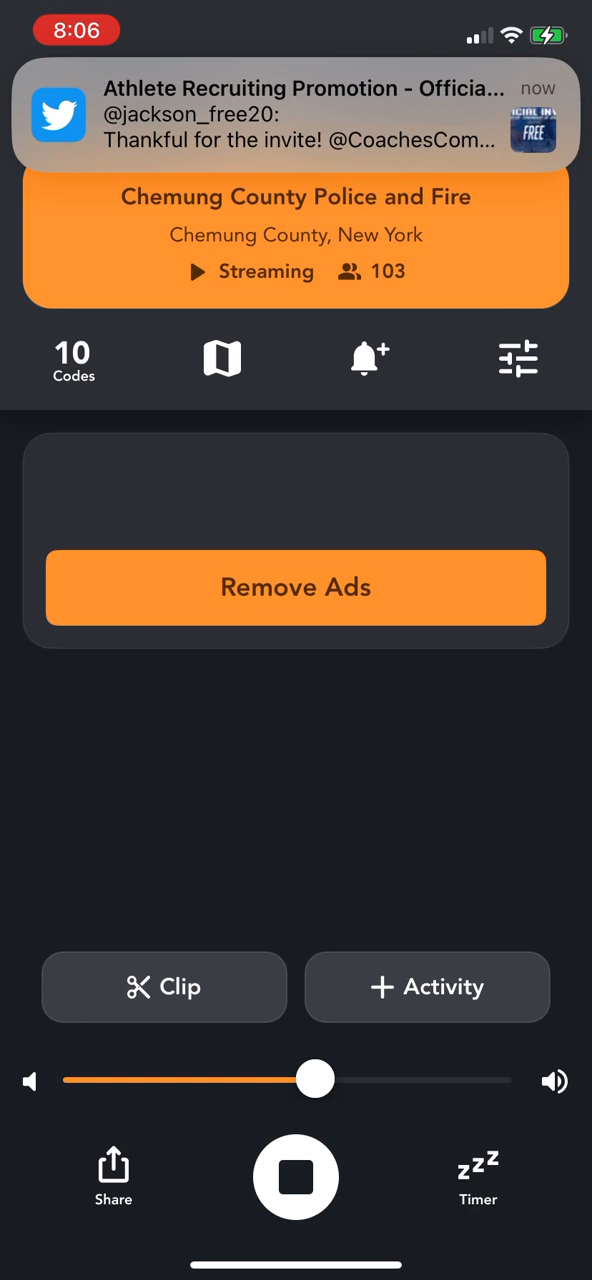 8:06
Athlete Recruiting Promotion - Officia...
now
@jackson_free20:
Thankful for the invite! @CoachesCom...
FREE
Chemung County Police and Fire
Chemung County, New York
Streaming 103
10
Codes
Remove Ads
Clip
+ Activity
Share
zzz
Timer